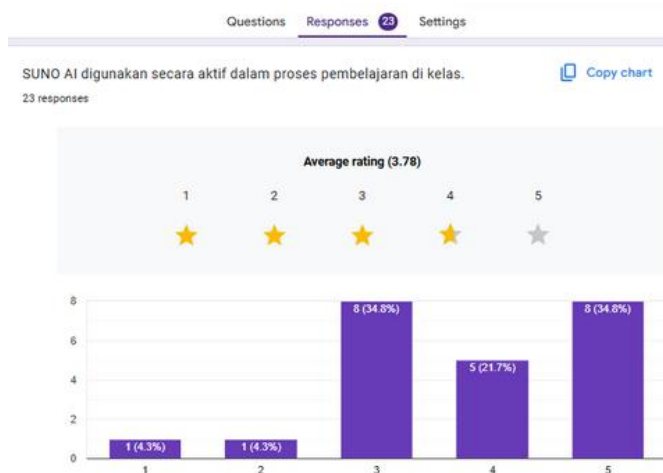 Questions Responses 23 Settings
SUNO AI digunakan secara aktif dalam proses pembelajaran di kelas. Copy chart
23 responses
Average rating (3.78)
1 2 3 4 5
8
8 (34.8%) 8 (34.8%)
6
5 (21.7%)
4
2
1 (4.3%) 1 (4.3%)
0
1 2 3 4 5